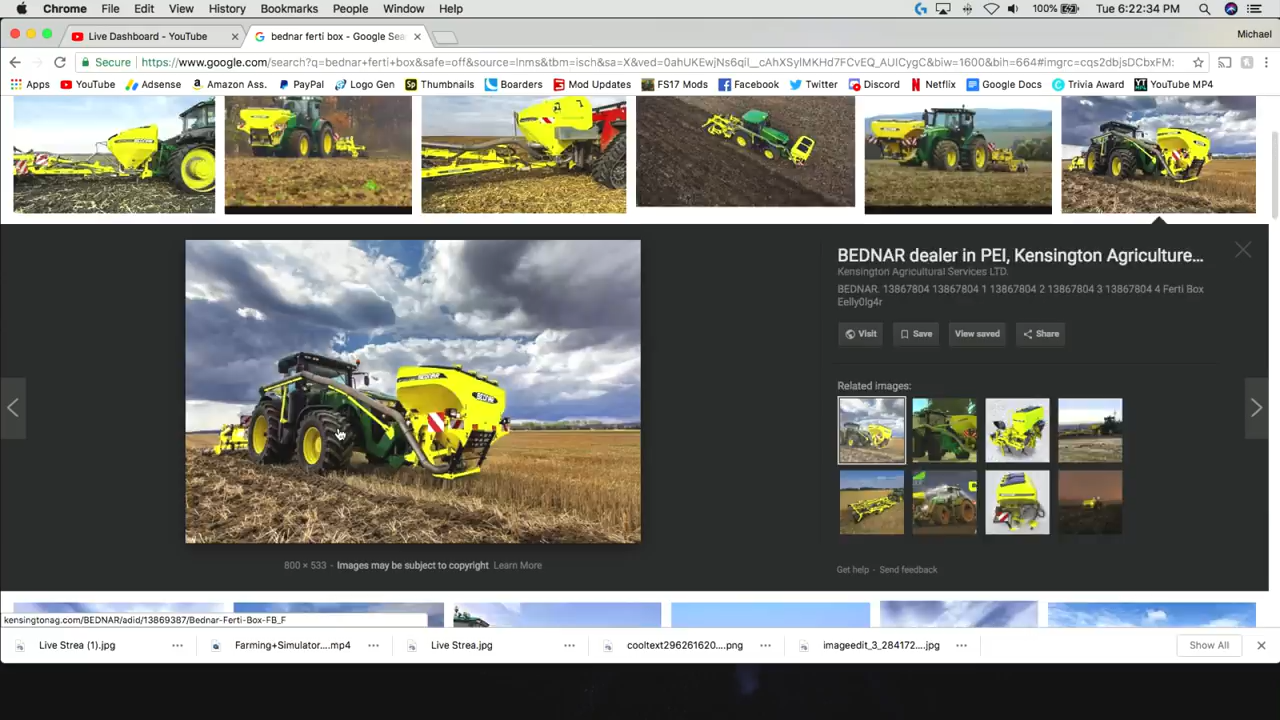 Chrome File Edit View History Bookmarks People Window Help 100% Tue 6:22:34 PM
Live Dashboard - YouTube bednar ferti box - Google Sea
Michael
Secure https://www.google.com/search?q=bednar+ferti+box&safe=off&source=lnms&tbm=isch&sa=X&ved=
Apps YouTube Adsense Amazon Ass. PayPal Logo Gen Thumbnails Boarders Mod Updates FS17 Mods Facebook Twitter Discord Netflix Google Docs Trivia Award YouTube MP4
BEDNAR dealer in PEI, Kensington Agriculture...
Kensington Agricultural Services LTD.
BEDNAR. 13867804 13867804 1 13867804 2 13867804 3 13867804 4 Ferti Box
Eelly0lg4r
Visit Save View saved Share
Related images:
800 × 533 - Images may be subject to copyright Learn More
Get help - Send feedback
kensingtonag.com/BEDNAR/adid/13869387/Bednar-Ferti-Box-FB_F
Live Strea (1).jpg Farming+Simulator....mp4 Live Strea.jpg cooltext296261620....png imageedit_3_284172....jpg Show All